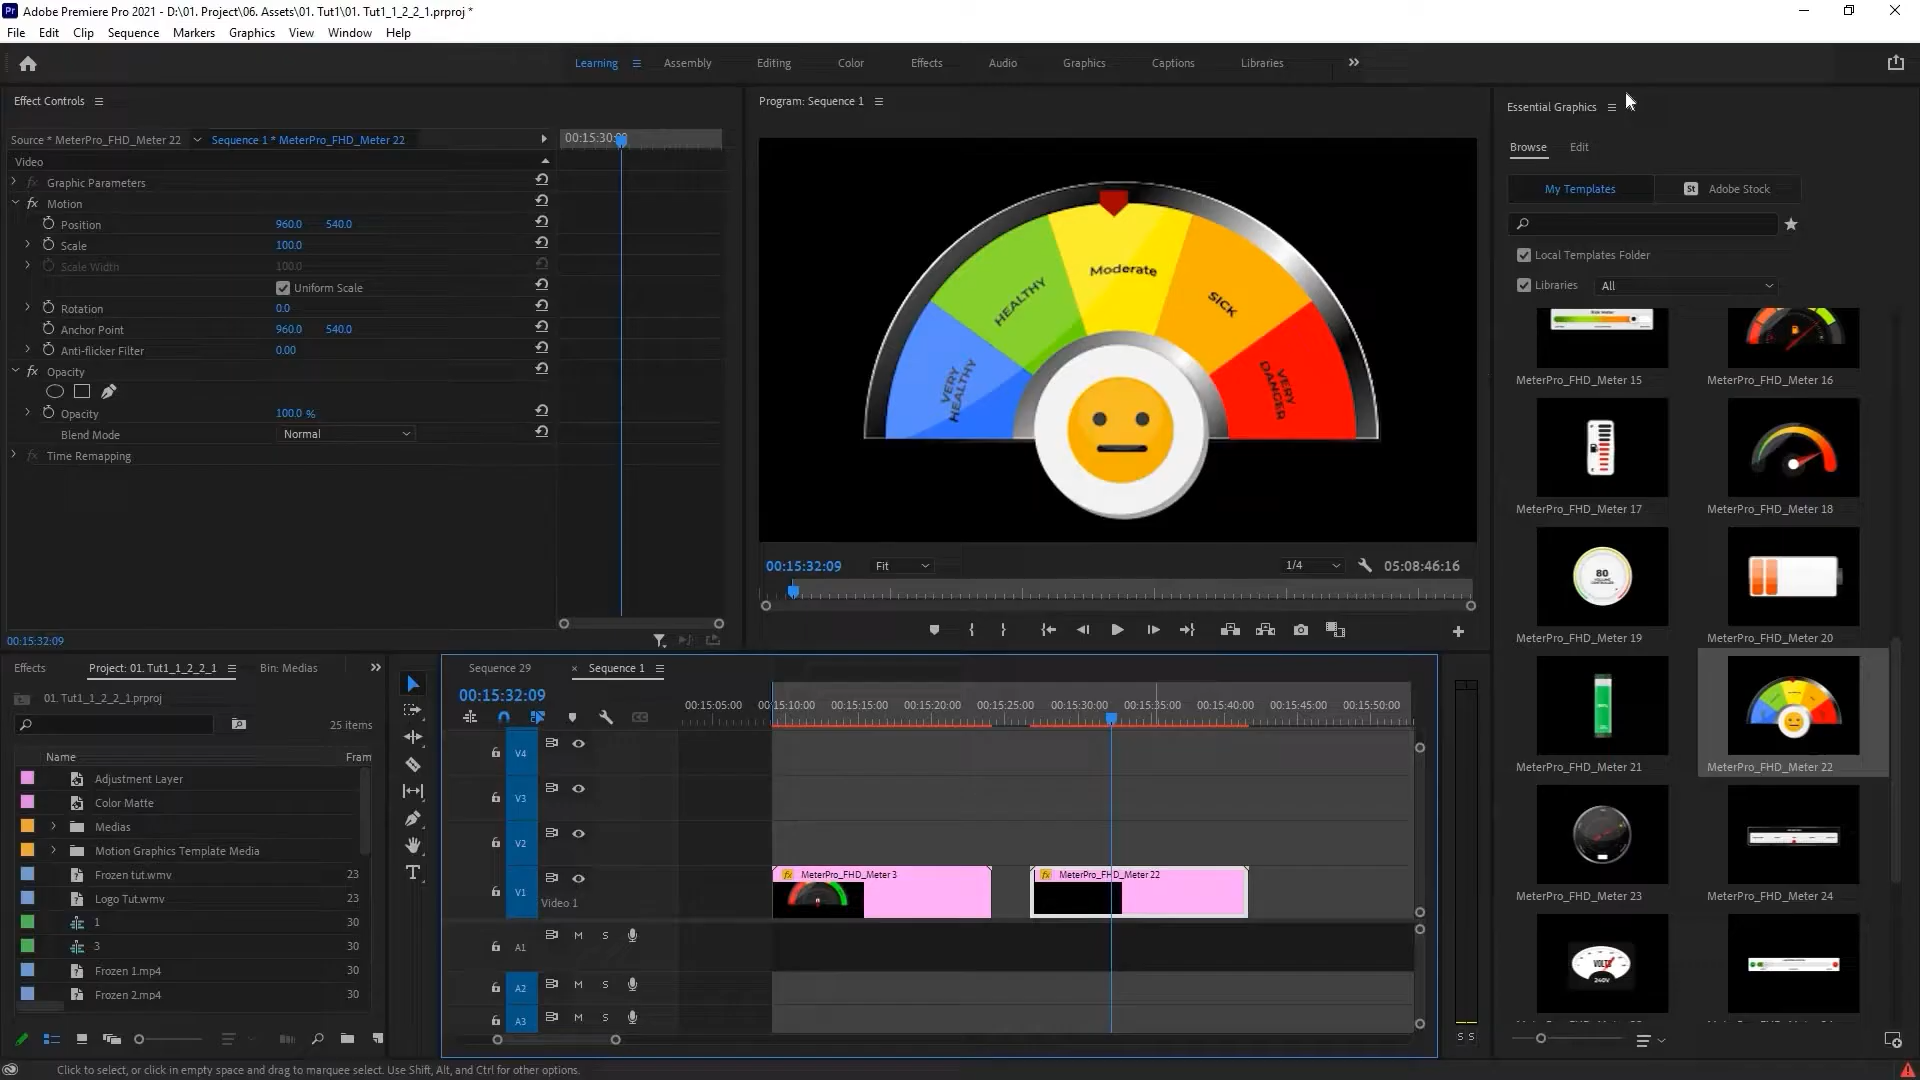 Pr Adobe Premiere Pro 2021 - D:\01. Project\06. Assets\01. Tut1\01. Tut1_1_2_2_1.prproj *
File Edit Clip Sequence Markers Graphics View Window Help
Learning Assembly Editing Color Effects Audio Graphics Captions Libraries
Effect Controls
Source * MeterPro_FHD_Meter 22 Sequence 1 * MeterPro_FHD_Meter 22
Video
Graphic Parameters
fx Motion
Position 960.0 540.0
Scale 100.0
Scale Width 100.0
Uniform Scale
Rotation 0.0
Anchor Point 960.0 540.0
Anti-flicker Filter 0.00
fx Opacity
Opacity 100.0 %
Blend Mode Normal
fx Time Remapping
00:15:32:09
Program: Sequence 1
VERY HEALTHY
HEALTHY
Moderate
SICK
VERY DANGER
00:15:32:09 Fit 1/4 05:08:46:16
Essential Graphics
Browse Edit
My Templates St Adobe Stock
Local Templates Folder
Libraries All
MeterPro_FHD_Meter 15 MeterPro_FHD_Meter 16
MeterPro_FHD_Meter 17 MeterPro_FHD_Meter 18
80
MeterPro_FHD_Meter 19 MeterPro_FHD_Meter 20
MeterPro_FHD_Meter 21 MeterPro_FHD_Meter 22
MeterPro_FHD_Meter 23 MeterPro_FHD_Meter 24
VOLTS
240V
Effects Project: 01. Tut1_1_2_2_1 Bin: Medias
01. Tut1_1_2_2_1.prproj
25 items
Name Fram
Adjustment Layer
Color Matte
Medias
Motion Graphics Template Media
Frozen tut.wmv 23
Logo Tut.wmv 23
1 30
3 30
Frozen 1.mp4 30
Frozen 2.mp4 30
Sequence 29 × Sequence 1
00:15:32:09
00:15:05:00 00:15:10:00 00:15:15:00 00:15:20:00 00:15:25:00 00:15:30:00 00:15:35:00 00:15:40:00 00:15:45:00 00:15:50:00
V4
V3
V2
V1 Video 1
fx MeterPro_FHD_Meter 3 fx MeterPro_FHD_Meter 22
A1 M S
A2 M S
A3 M S
S S
Click to select, or click in empty space and drag to marquee select. Use Shift, Alt, and Ctrl for other options.